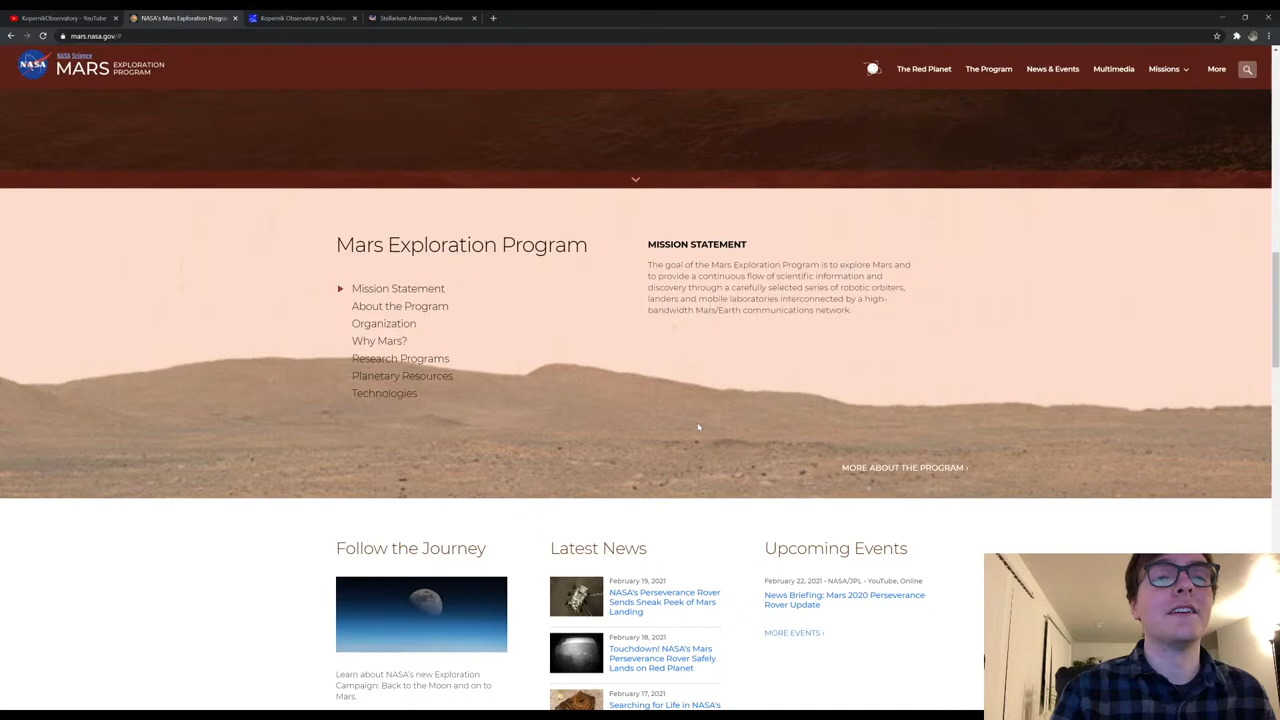 KopernikObservatory - YouTube
NASA's Mars Exploration Progra
Kopernik Observatory & Science
Stellarium Astronomy Software
mars.nasa.gov/#
NASA
NASA Science
MARS EXPLORATION PROGRAM
The Red Planet
The Program
News & Events
Multimedia
Missions
More
Mars Exploration Program
Mission Statement
About the Program
Organization
Why Mars?
Research Programs
Planetary Resources
Technologies
MISSION STATEMENT
The goal of the Mars Exploration Program is to explore Mars and
to provide a continuous flow of scientific information and
discovery through a carefully selected series of robotic orbiters,
landers and mobile laboratories interconnected by a high-
bandwidth Mars/Earth communications network.
MORE ABOUT THE PROGRAM ›
Follow the Journey
Learn about NASA's new Exploration
Campaign: Back to the Moon and on to
Mars.
Latest News
February 19, 2021
NASA's Perseverance Rover
Sends Sneak Peek of Mars
Landing
February 18, 2021
Touchdown! NASA's Mars
Perseverance Rover Safely
Lands on Red Planet
February 17, 2021
Searching for Life in NASA's
Upcoming Events
February 22, 2021 - NASA/JPL - YouTube, Online
News Briefing: Mars 2020 Perseverance
Rover Update
MORE EVENTS ›